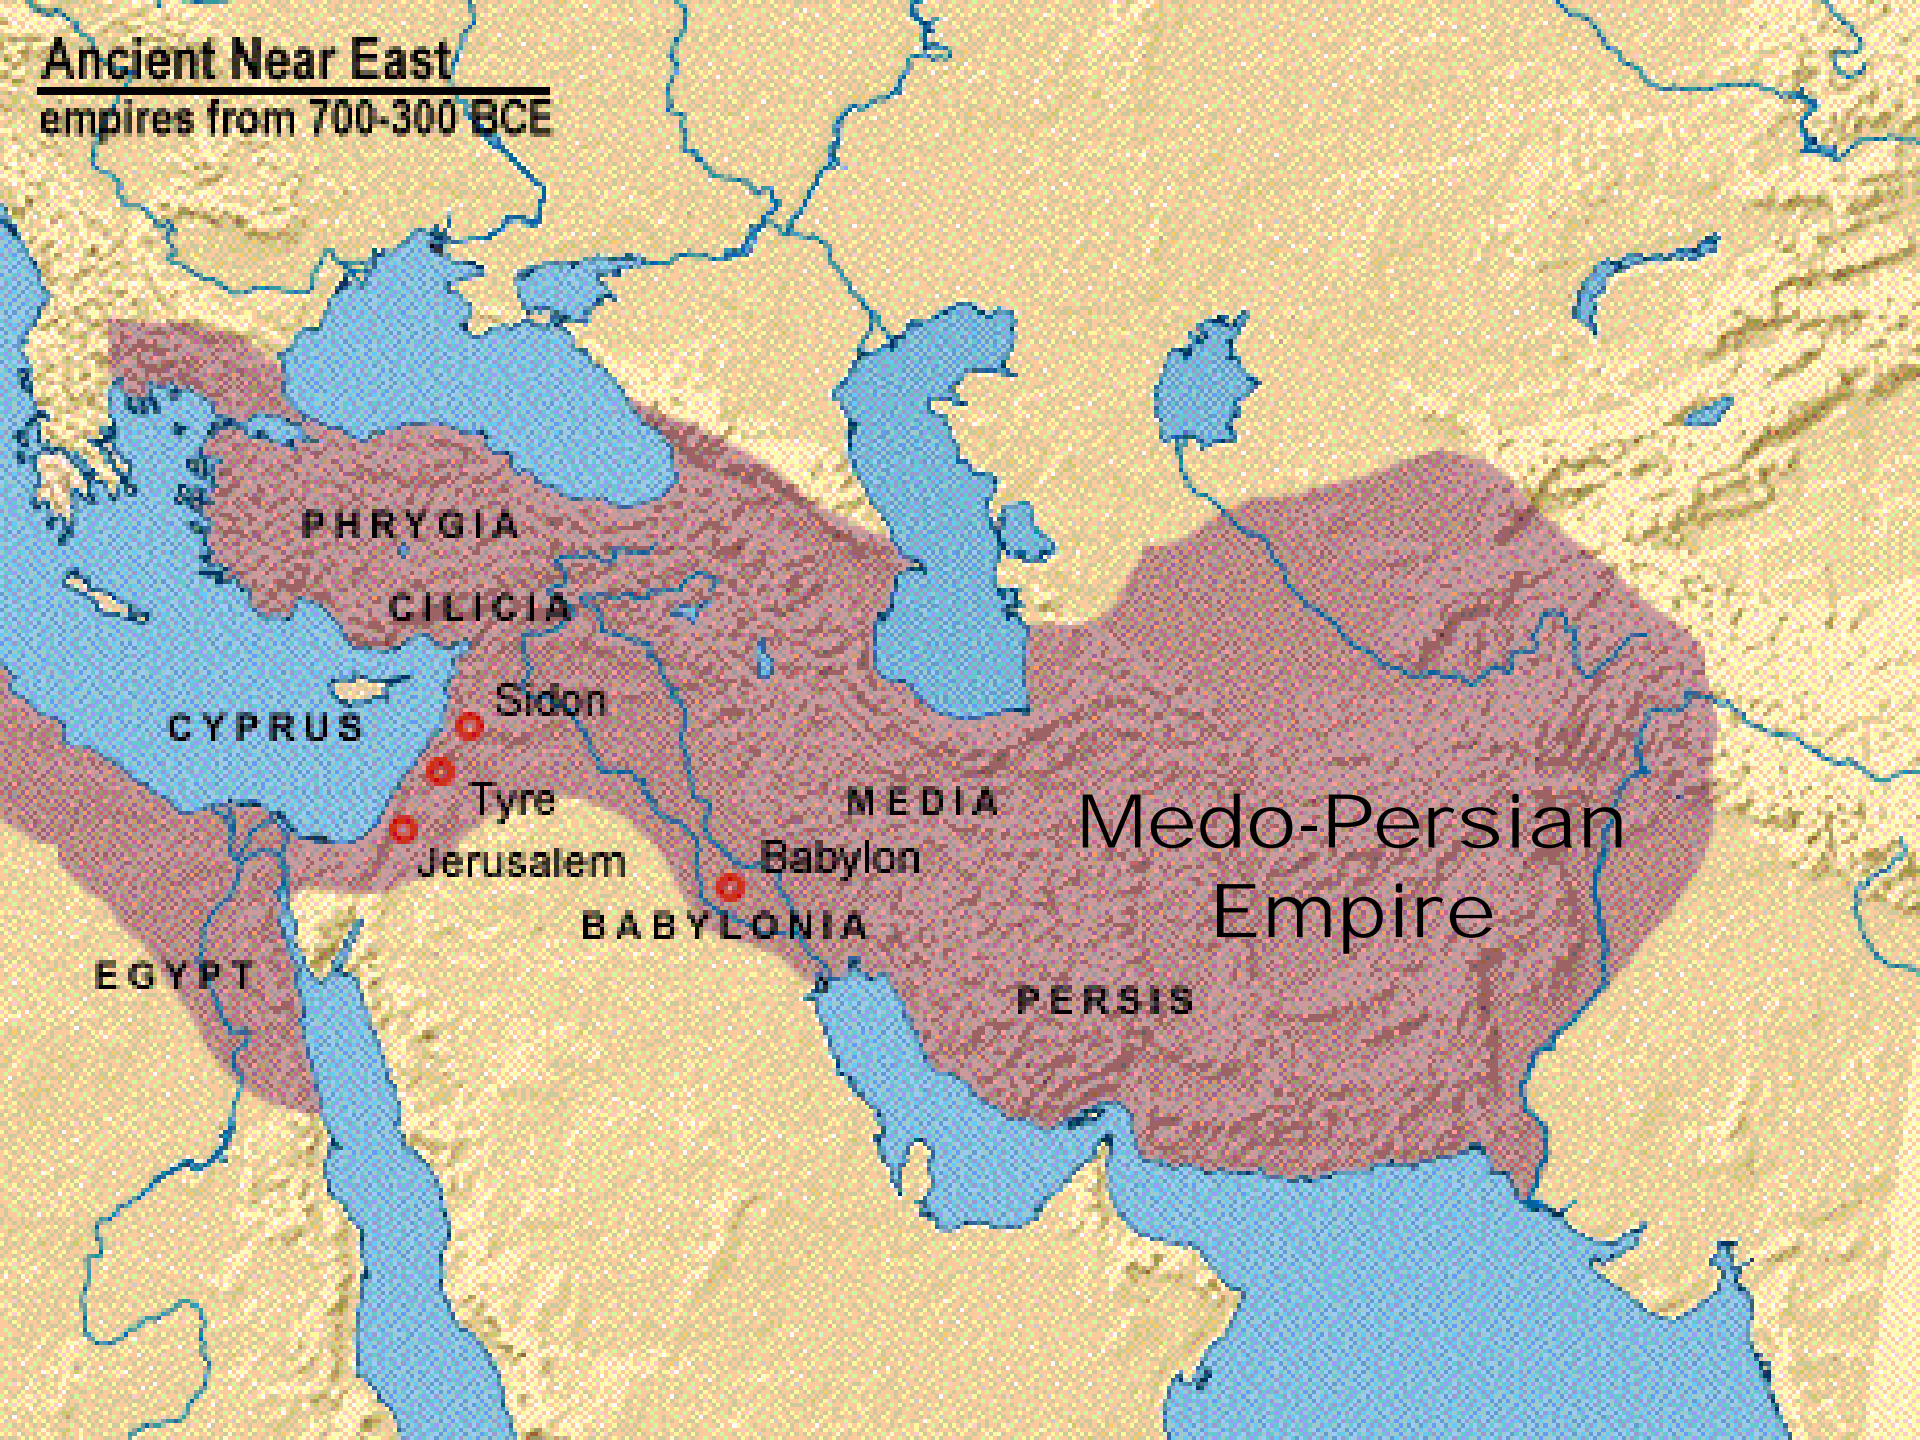 Ancient Near East
empires from 700-300 BCE
PHRYGIA
CILICIA
Sidon
CYPRUS
Tyre
MEDIA
Medo-Persian
Empire
Jerusalem
Babylon
BABYLONIA
EGYPT
PERSIS